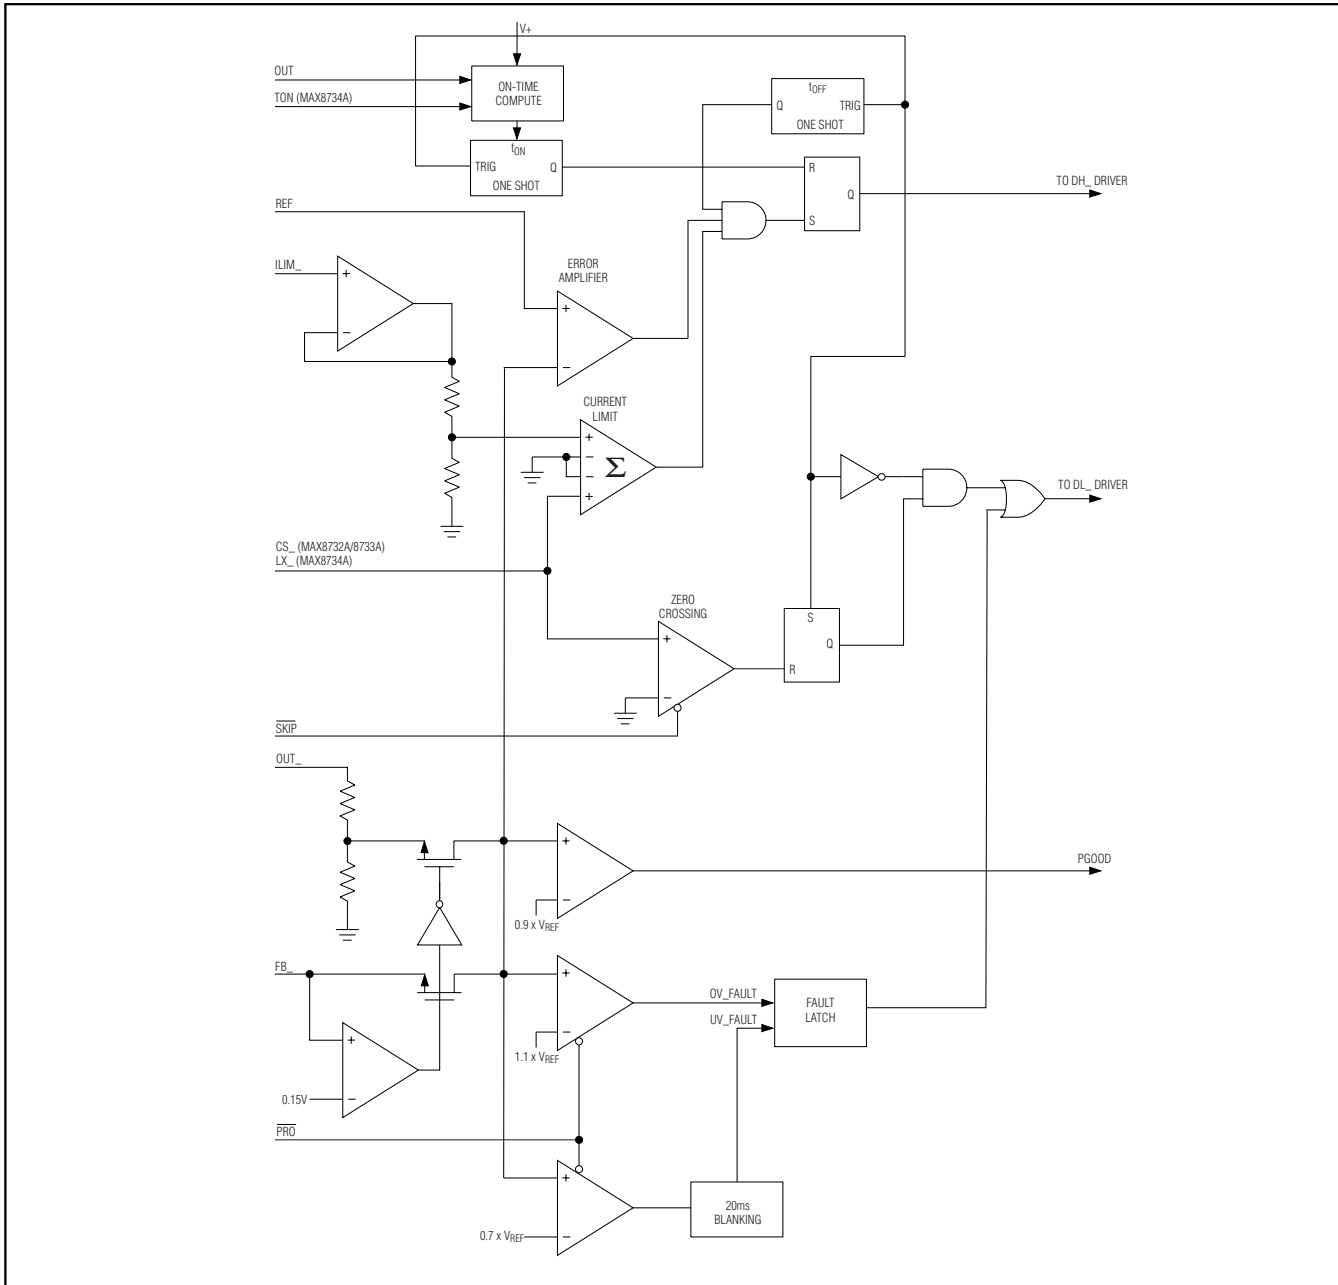 V+
OUT
TON (MAX8734A)
ON-TIME
COMPUTE
tON
TRIG Q
ONE SHOT
tOFF
Q TRIG
ONE SHOT
R
Q
S
TO DH_ DRIVER
REF
ILIM_
+
−
ERROR
AMPLIFIER
+
−
CURRENT
LIMIT
+
−
−
+
Σ
TO DL_ DRIVER
CS_ (MAX8732A/8733A)
LX_ (MAX8734A)
ZERO
CROSSING
+
−
S
Q
R
SKIP
OUT_
+
−
0.9 x VREF
PGOOD
FB_
+
−
1.1 x VREF
OV_FAULT
UV_FAULT
FAULT
LATCH
+
−
0.15V
PRO
+
−
0.7 x VREF
20ms
BLANKING